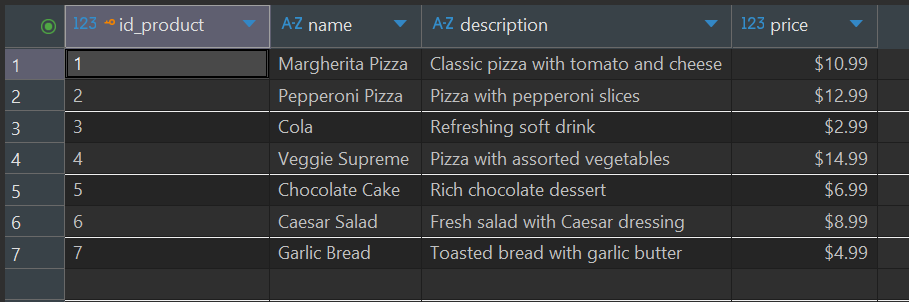 123 id_product A-Z name A-Z description 123 price
1 1 Margherita Pizza Classic pizza with tomato and cheese $10.99
2 2 Pepperoni Pizza Pizza with pepperoni slices $12.99
3 3 Cola Refreshing soft drink $2.99
4 4 Veggie Supreme Pizza with assorted vegetables $14.99
5 5 Chocolate Cake Rich chocolate dessert $6.99
6 6 Caesar Salad Fresh salad with Caesar dressing $8.99
7 7 Garlic Bread Toasted bread with garlic butter $4.99